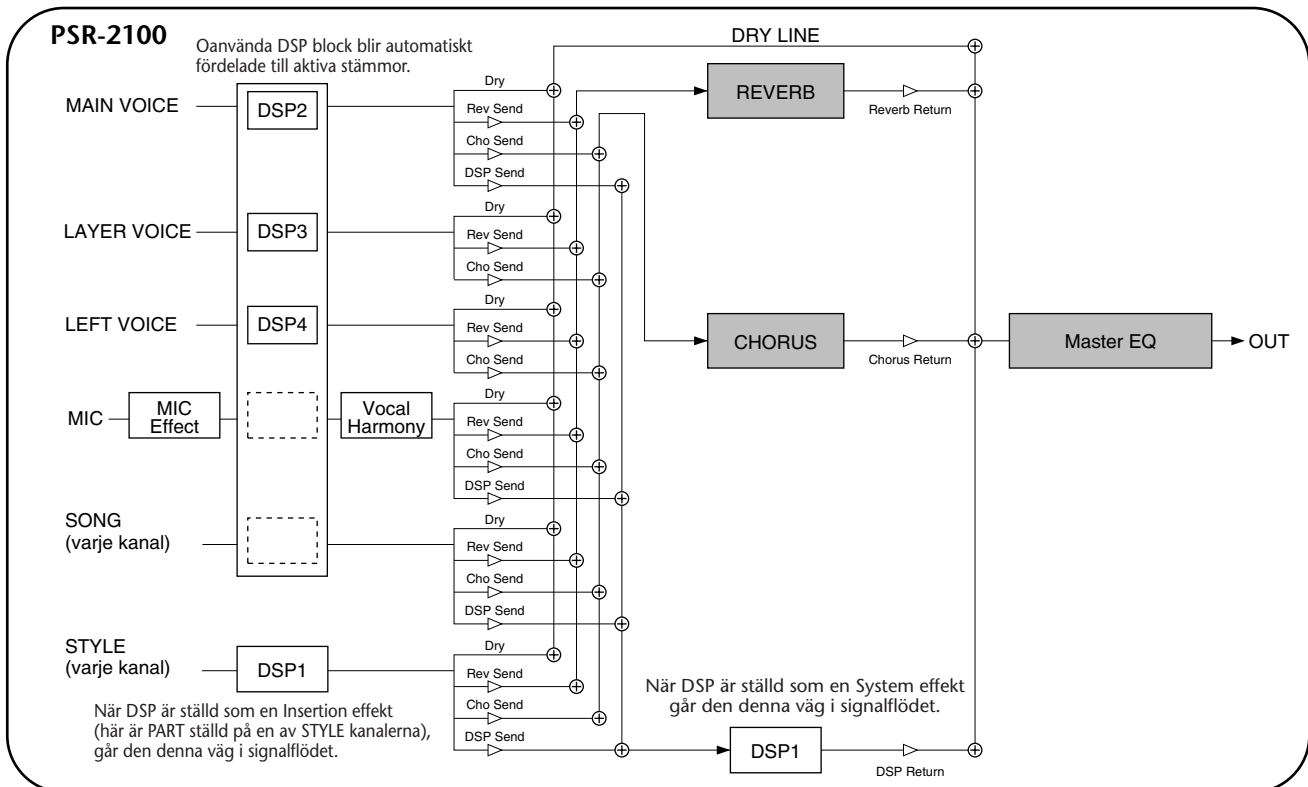 PSR-2100
Oanvända DSP block blir automatiskt
fördelade till aktiva stämmor.
DRY LINE
MAIN VOICE
DSP2
Dry
Rev Send
Cho Send
DSP Send
REVERB
Reverb Return
LAYER VOICE
DSP3
Dry
Rev Send
Cho Send
LEFT VOICE
DSP4
Dry
Rev Send
Cho Send
CHORUS
Chorus Return
Master EQ
OUT
MIC
MIC
Effect
Vocal
Harmony
Dry
Rev Send
Cho Send
DSP Send
SONG
(varje kanal)
Dry
Rev Send
Cho Send
DSP Send
STYLE
(varje kanal)
DSP1
Dry
Rev Send
Cho Send
DSP Send
När DSP är ställd som en Insertion effekt
(här är PART ställd på en av STYLE kanalerna),
går den denna väg i signalflödet.
När DSP är ställd som en System effekt
går den denna väg i signalflödet.
DSP1
DSP Return